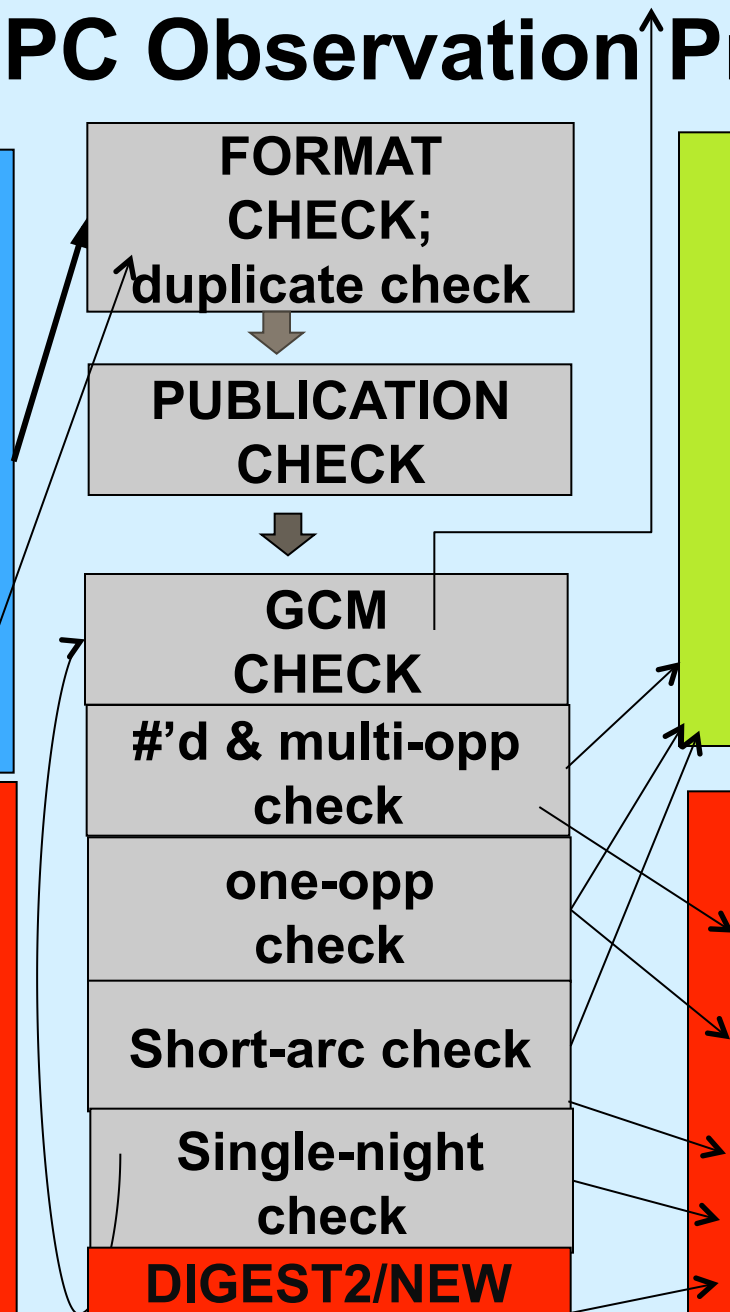 PC Observation Pr
FORMAT
CHECK;
duplicate check
PUBLICATION
CHECK
GCM
CHECK
#’d & multi-opp
check
one-opp
check
Short-arc check
Single-night
check
DIGEST2/NEW